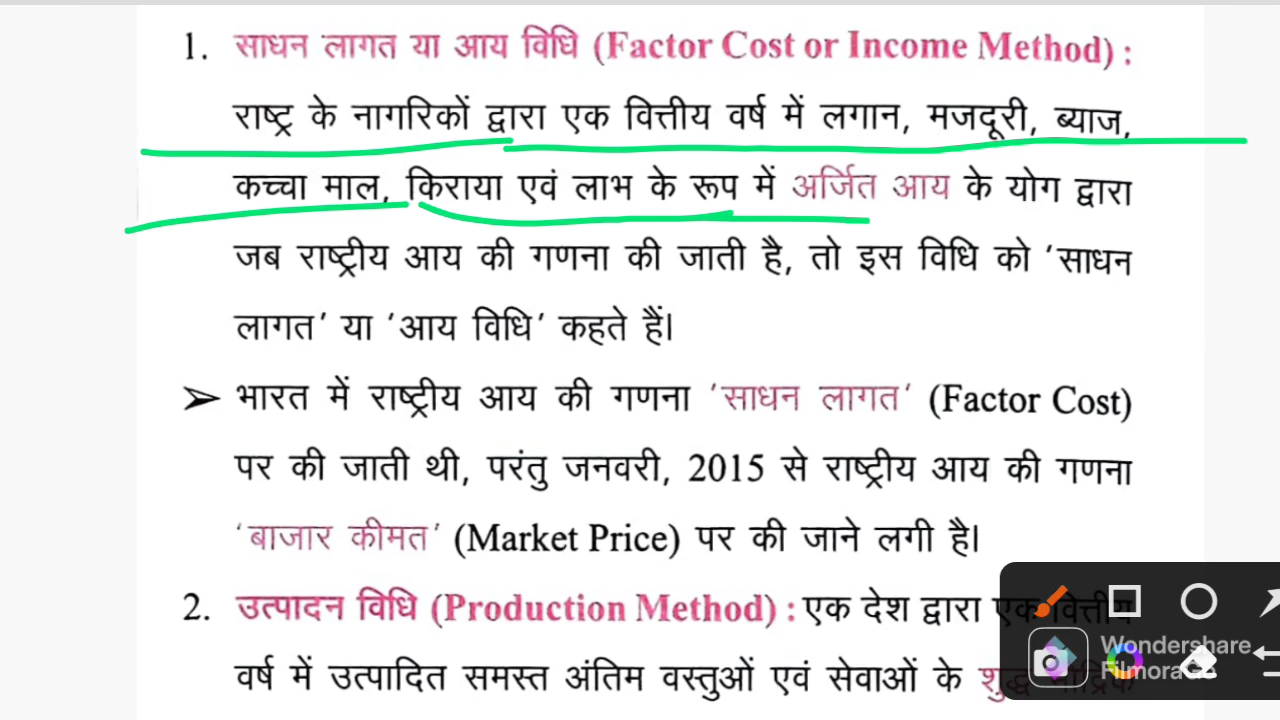 1. साधन लागत या आय विधि (Factor Cost or Income Method) :
राष्ट्र के नागरिकों द्वारा एक वित्तीय वर्ष में लगान, मजदूरी, ब्याज,
कच्चा माल, किराया एवं लाभ के रूप में अर्जित आय के योग द्वारा
जब राष्ट्रीय आय की गणना की जाती है, तो इस विधि को 'साधन
लागत' या 'आय विधि' कहते हैं।
➢ भारत में राष्ट्रीय आय की गणना 'साधन लागत' (Factor Cost)
पर की जाती थी, परंतु जनवरी, 2015 से राष्ट्रीय आय की गणना
'बाजार कीमत' (Market Price) पर की जाने लगी है।
2. उत्पादन विधि (Production Method) : एक देश द्वारा एक वित्तीय
वर्ष में उत्पादित समस्त अंतिम वस्तुओं एवं सेवाओं के शुद्ध
Wondershare